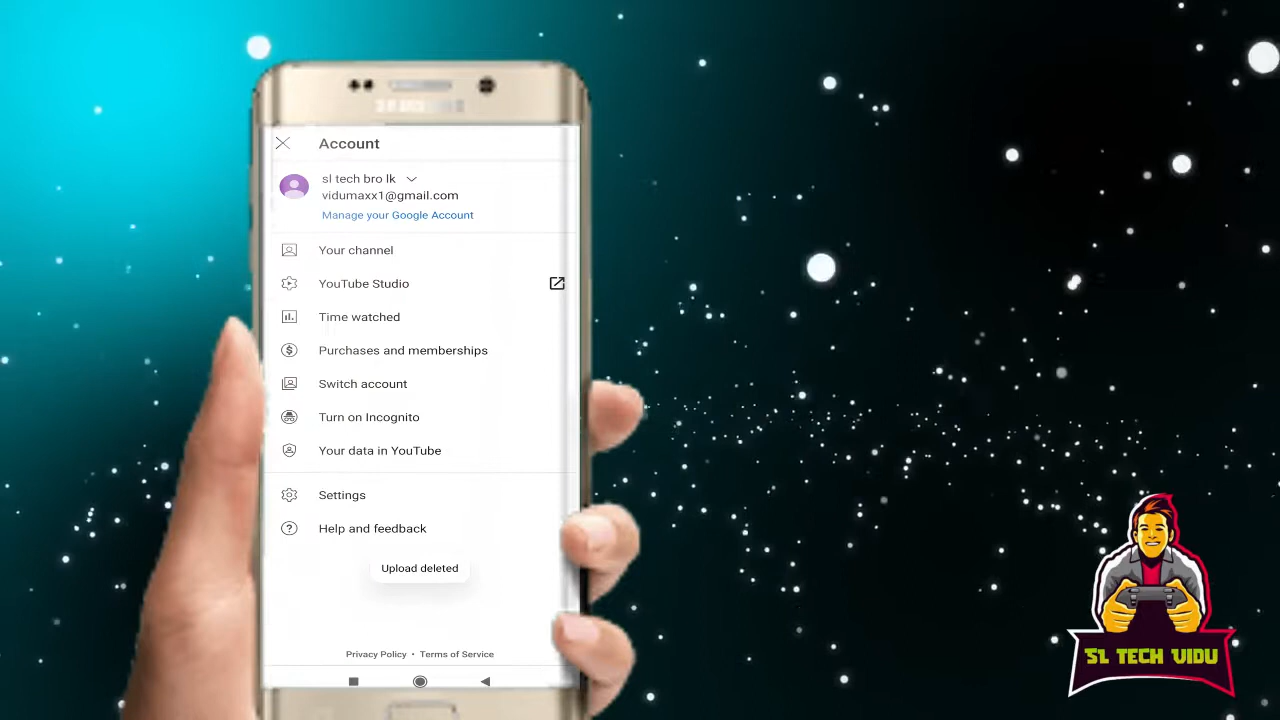 Account
sl tech bro lk
vidumaxx1@gmail.com
Manage your Google Account
Your channel
YouTube Studio
Time watched
Purchases and memberships
Switch account
Turn on Incognito
Your data in YouTube
Settings
Help and feedback
Upload deleted
Privacy Policy • Terms of Service
SL TECH VIDU